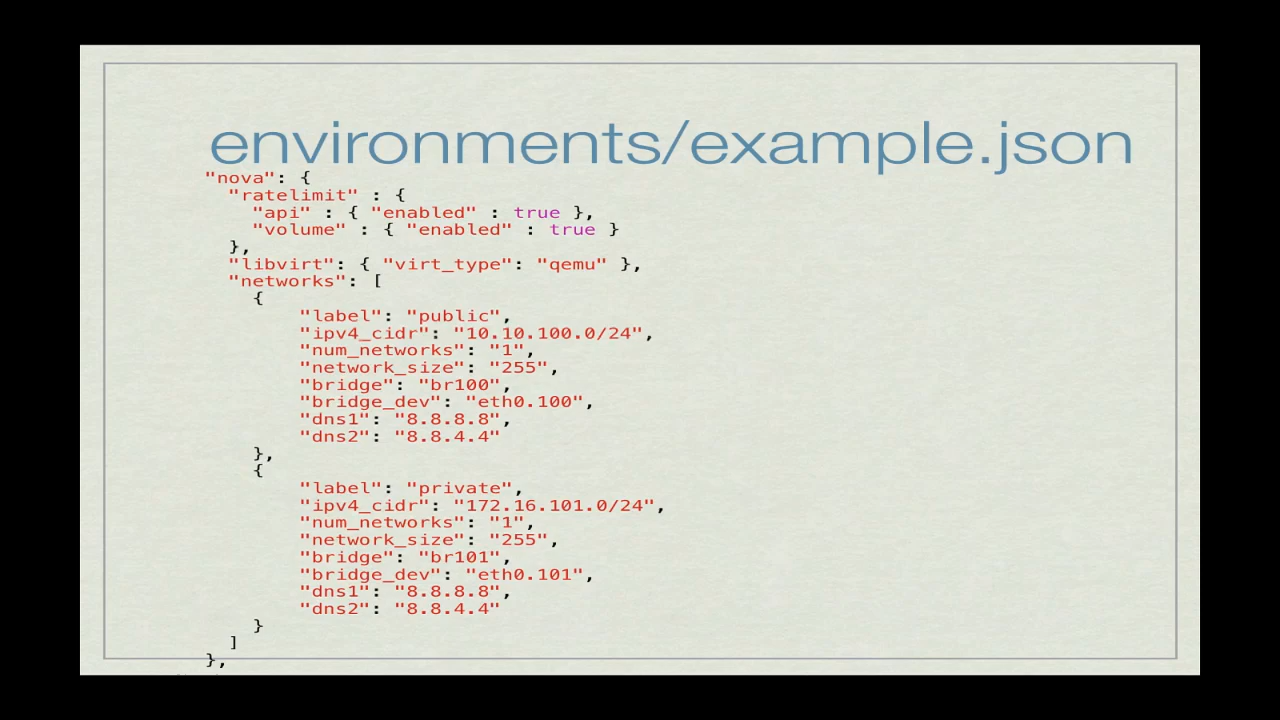 environments/example.json
"nova": {
  "ratelimit" : {
    "api" : { "enabled" : true },
    "volume" : { "enabled" : true }
  },
  "libvirt": { "virt_type": "qemu" },
  "networks": [
    {
        "label": "public",
        "ipv4_cidr": "10.10.100.0/24",
        "num_networks": "1",
        "network_size": "255",
        "bridge": "br100",
        "bridge_dev": "eth0.100",
        "dns1": "8.8.8.8",
        "dns2": "8.8.4.4"
    },
    {
        "label": "private",
        "ipv4_cidr": "172.16.101.0/24",
        "num_networks": "1",
        "network_size": "255",
        "bridge": "br101",
        "bridge_dev": "eth0.101",
        "dns1": "8.8.8.8",
        "dns2": "8.8.4.4"
    }
  ]
},